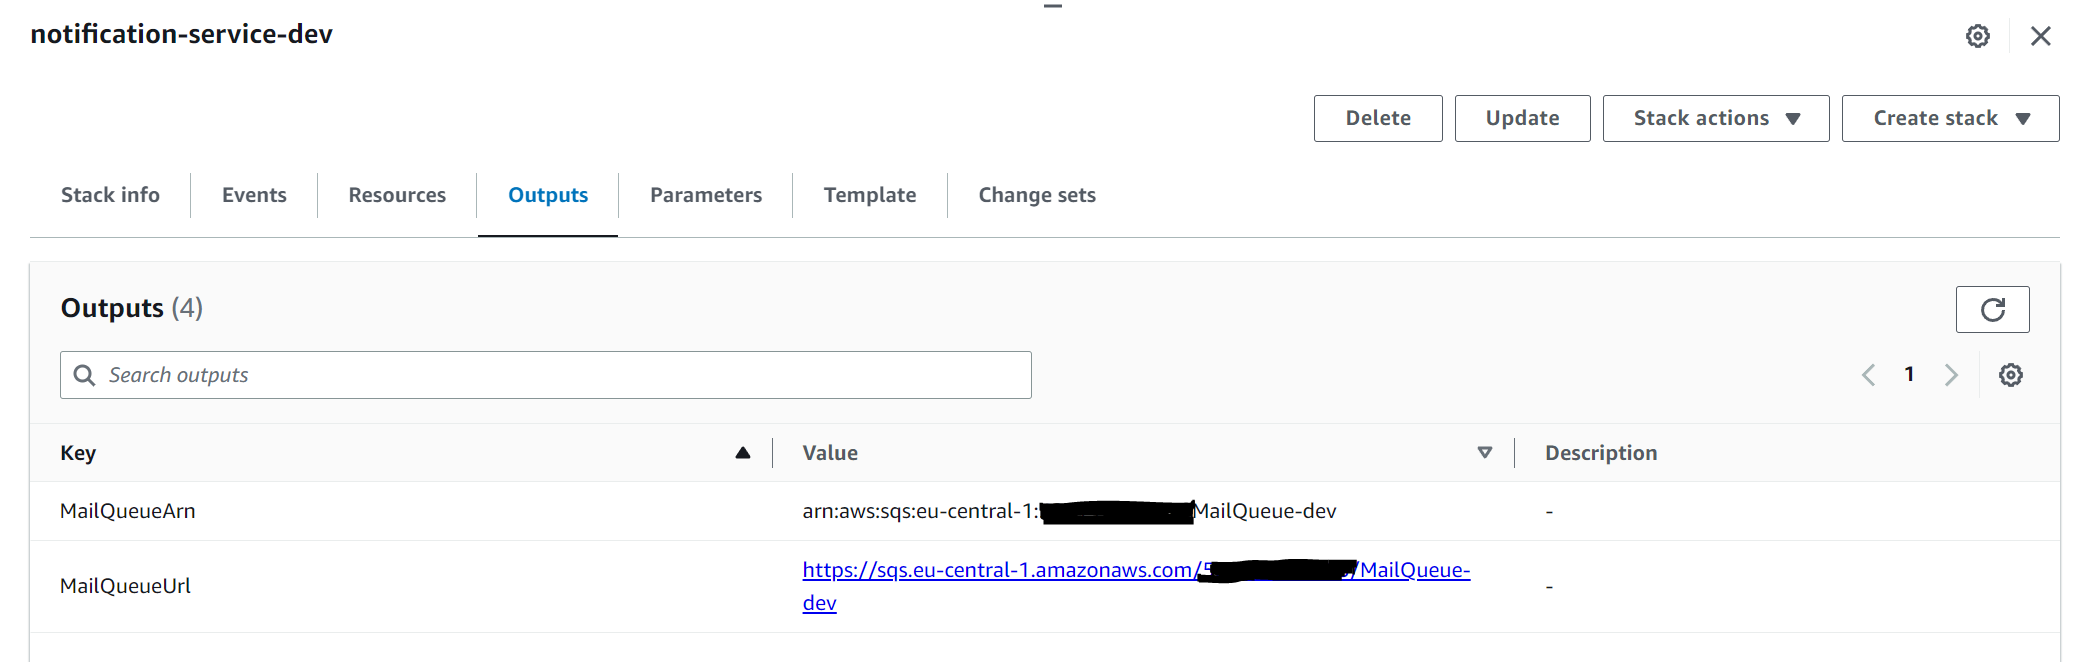 notification-service-dev
Delete
Update
Stack actions
Create stack
Stack info
Events
Resources
Outputs
Parameters
Template
Change sets
Outputs (4)
Search outputs
1
Key
Value
Description
MailQueueArn
arn:aws:sqs:eu-central-1: MailQueue-dev
-
MailQueueUrl
https://sqs.eu-central-1.amazonaws.com/ /MailQueue-
dev
-